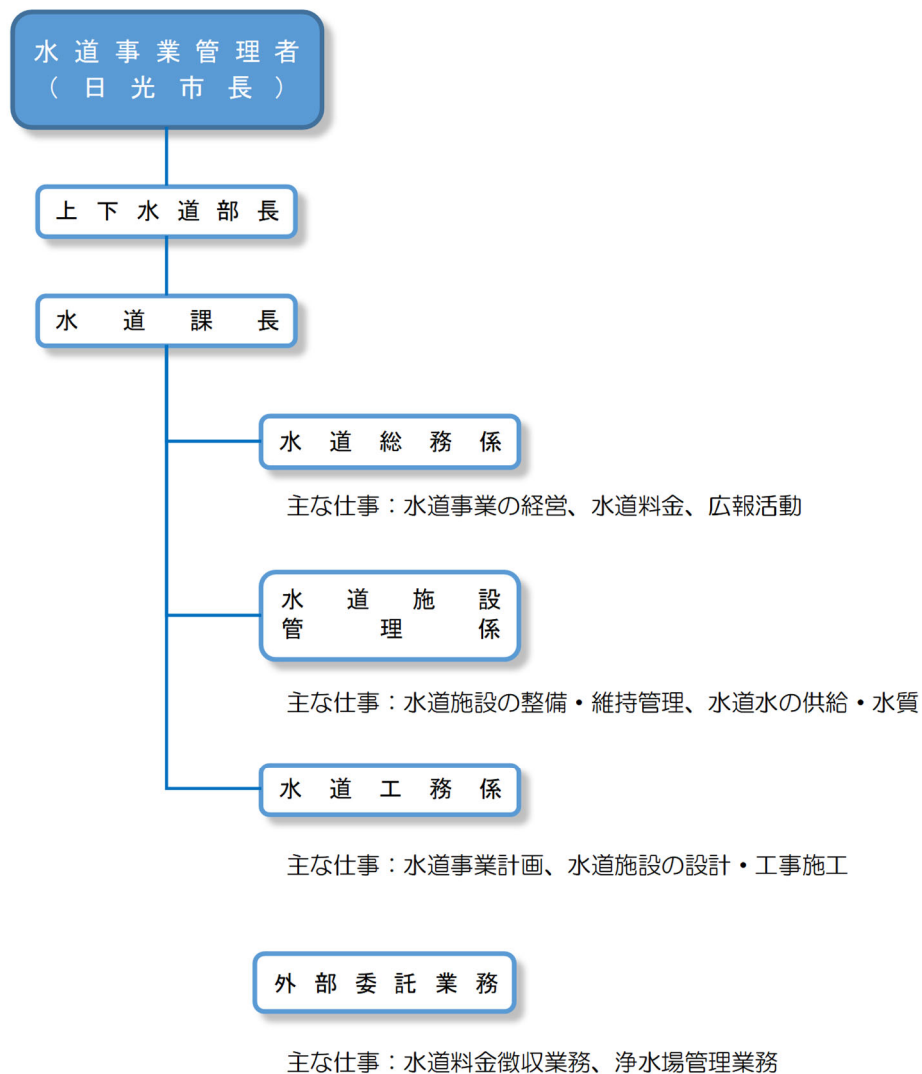 水道事業管理者
(日光市長)
上下水道部長
水道課長
水道総務係
主な仕事：水道事業の経営、水道料金、広報活動
水道施設
管理係
主な仕事：水道施設の整備・維持管理、水道水の供給・水質
水道工務係
主な仕事：水道事業計画、水道施設の設計・工事施工
外部委託業務
主な仕事：水道料金徴収業務、浄水場管理業務